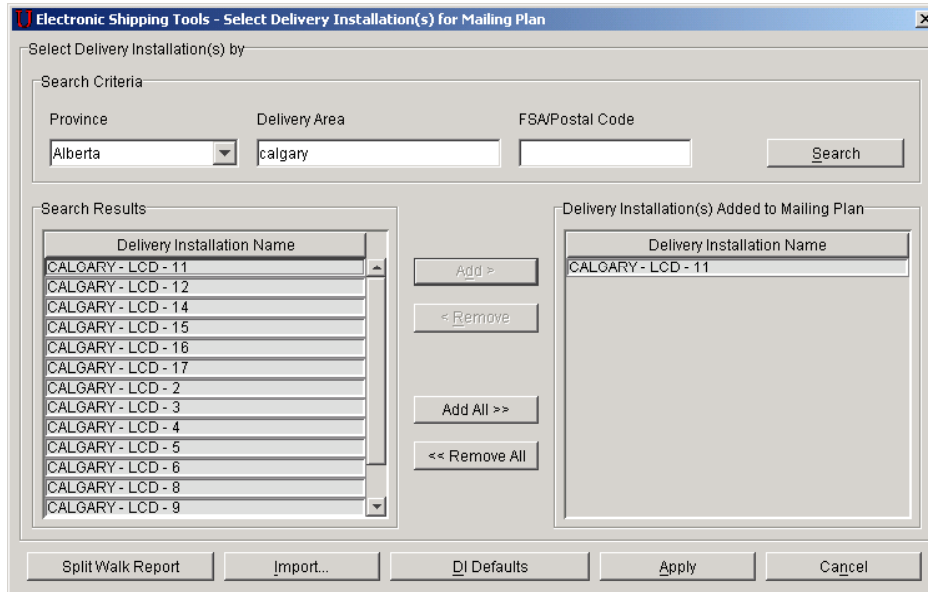 Electronic Shipping Tools - Select Delivery Installation(s) for Mailing Plan
Select Delivery Installation(s) by
Search Criteria
Province Delivery Area FSA/Postal Code
Alberta calgary Search
Search Results
Delivery Installation Name
CALGARY - LCD - 11
CALGARY - LCD - 12
CALGARY - LCD - 14
CALGARY - LCD - 15
CALGARY - LCD - 16
CALGARY - LCD - 17
CALGARY - LCD - 2
CALGARY - LCD - 3
CALGARY - LCD - 4
CALGARY - LCD - 5
CALGARY - LCD - 6
CALGARY - LCD - 8
CALGARY - LCD - 9
Add >
< Remove
Add All >>
<< Remove All
Delivery Installation(s) Added to Mailing Plan
Delivery Installation Name
CALGARY - LCD - 11
Split Walk Report Import... DI Defaults Apply Cancel